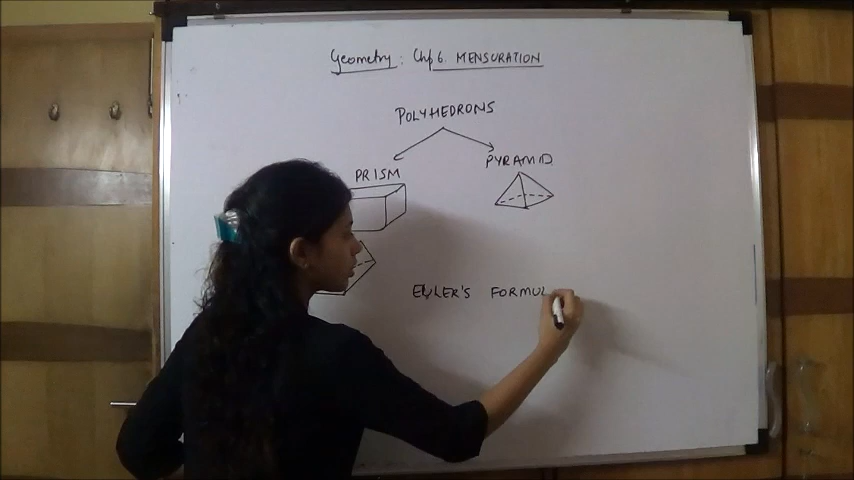 Geometry : Chp 6. MENSURATION
POLYHEDRONS
PRISM
PYRAMID
EULER'S FORMUL